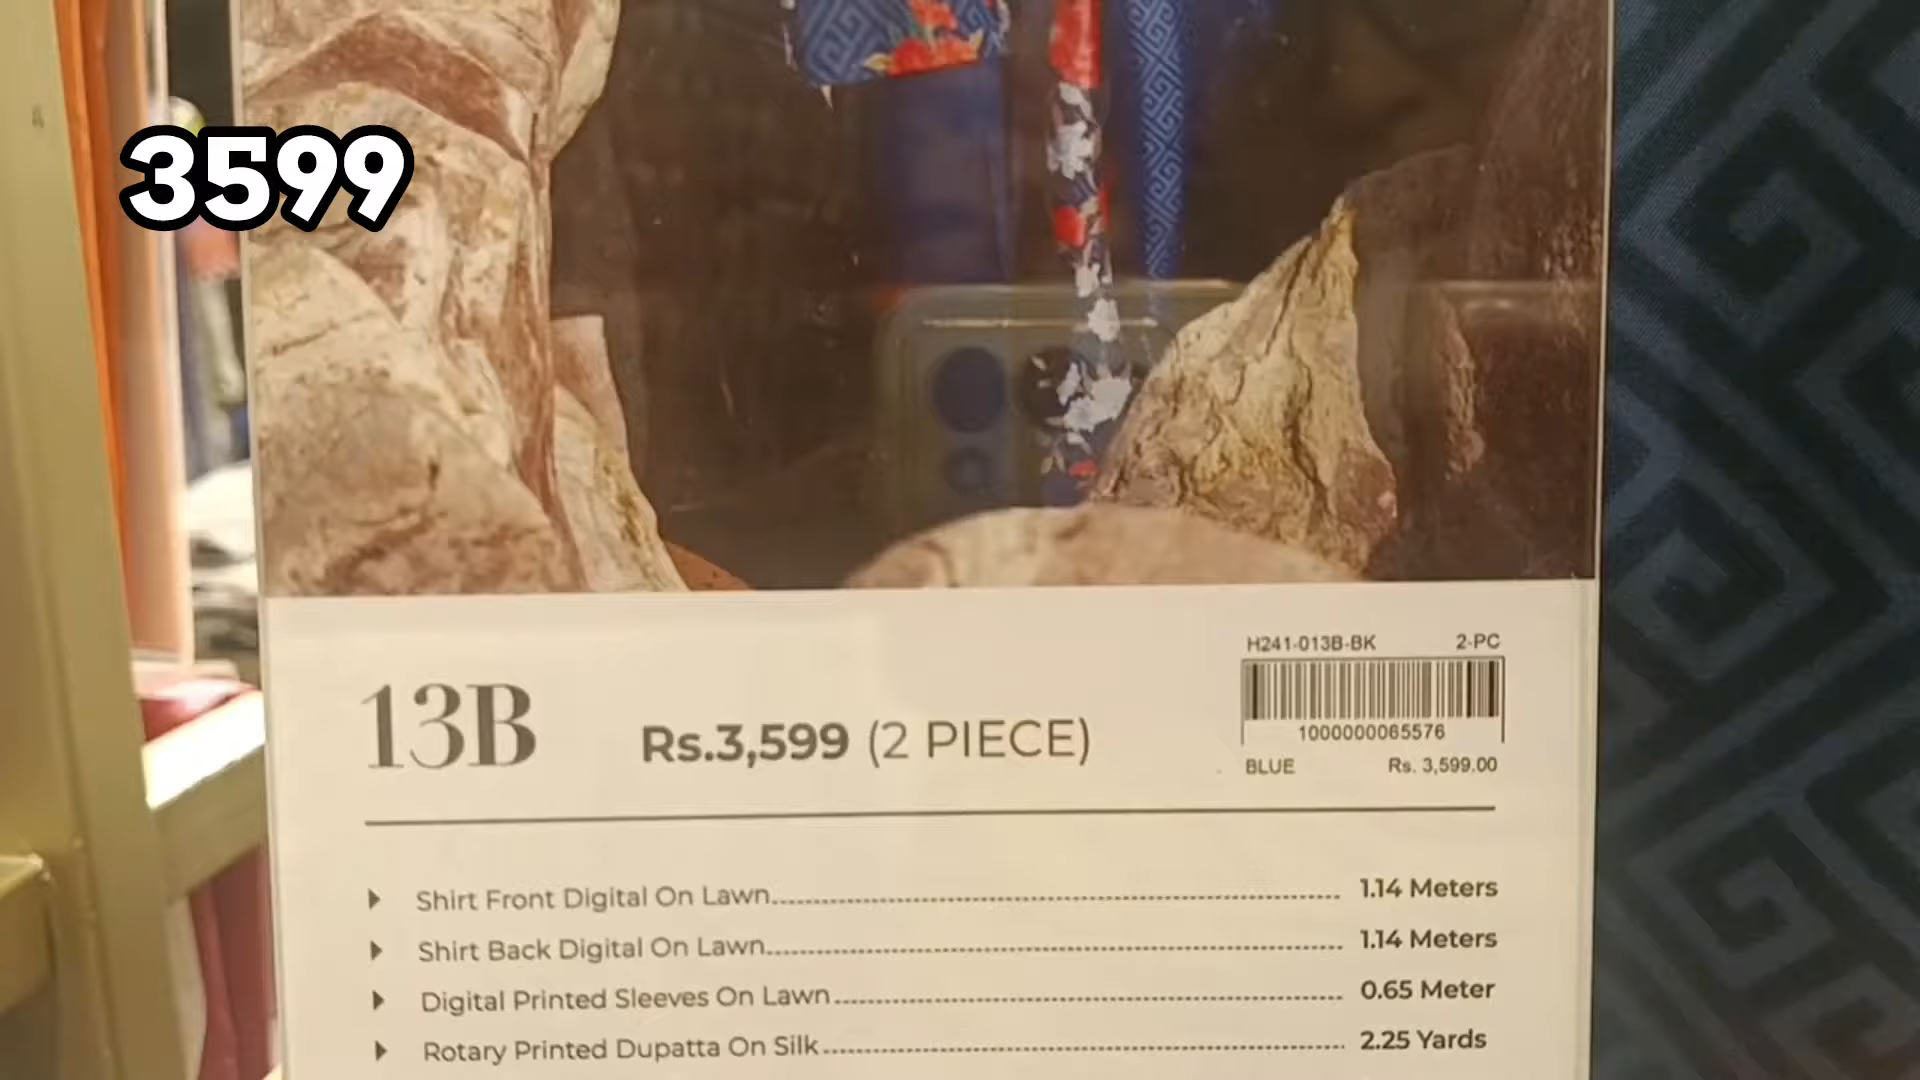 3599
H241-013B-BK 2-PC
1000000065576
BLUE Rs. 3,599.00
13B Rs.3,599 (2 PIECE)
Shirt Front Digital On Lawn 1.14 Meters
Shirt Back Digital On Lawn 1.14 Meters
Digital Printed Sleeves On Lawn 0.65 Meter
Rotary Printed Dupatta On Silk 2.25 Yards